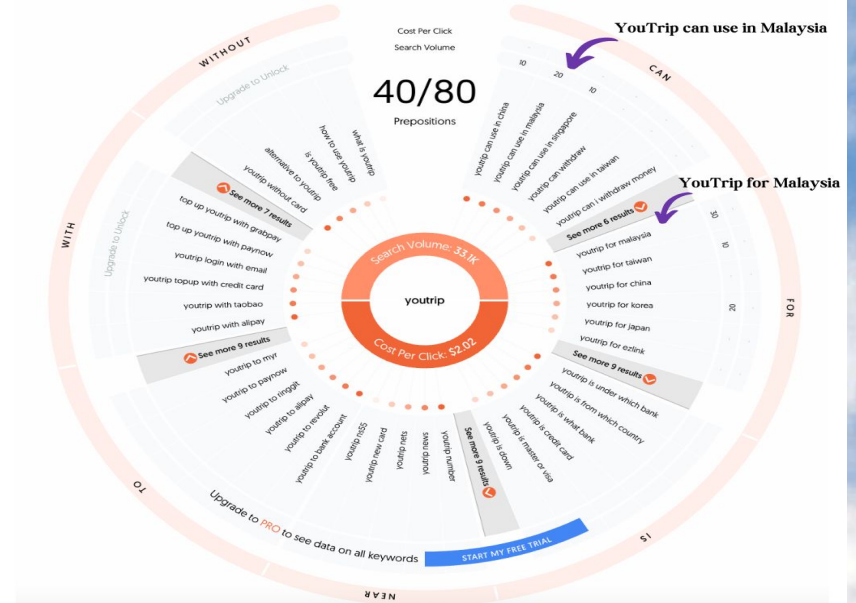 YouTrip can use in Malaysia
YouTrip for Malaysia
Cost Per Click
Search Volume
40/80
Prepositions
youtrip
Search Volume: 33.1K
Cost Per Click: $2.02
CAN
10
20
10
youtrip can use in china
youtrip can use in malaysia
youtrip can use in singapore
youtrip can withdraw
youtrip can use in taiwan
youtrip can i withdraw money
See more 6 results
FOR
30
10
20
youtrip for malaysia
youtrip for taiwan
youtrip for china
youtrip for korea
youtrip for japan
youtrip for ezlink
See more 9 results
IS
youtrip is under which bank
youtrip is from which country
youtrip is what bank
youtrip is credit card
youtrip is master or visa
youtrip is down
See more 9 results
NEAR
youtrip number
youtrip news
youtrip nets
youtrip new card
youtrip ns55
TO
youtrip to bank account
youtrip to revolut
youtrip to alipay
youtrip to ringgit
youtrip to paynow
youtrip to myr
See more 9 results
WITH
Upgrade to Unlock
youtrip with alipay
youtrip with taobao
youtrip topup with credit card
youtrip login with email
top up youtrip with paynow
top up youtrip with grabpay
See more 7 results
WITHOUT
Upgrade to Unlock
youtrip without card
alternative to youtrip
is youtrip free
how to use youtrip
what is youtrip
Upgrade to PRO to see data on all keywords
START MY FREE TRIAL